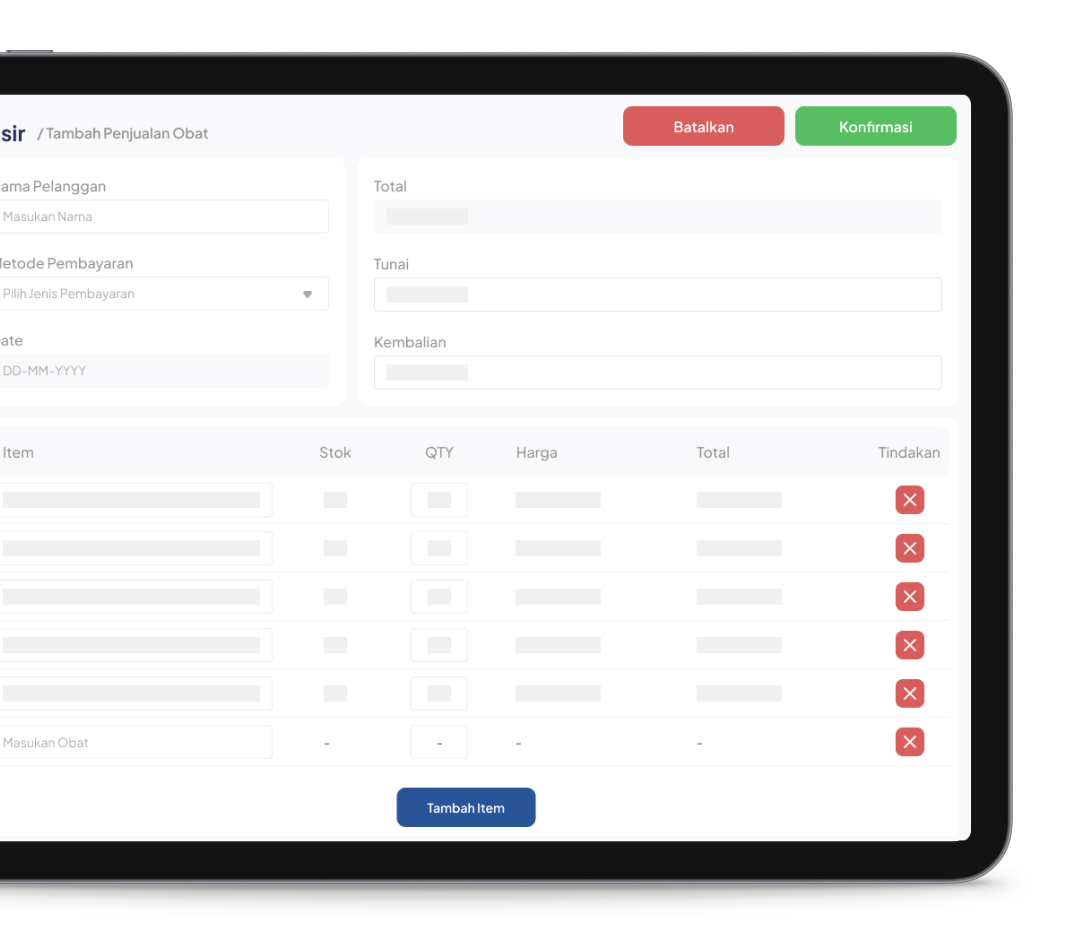 sir / Tambah Penjualan Obat
Batalkan
Konfirmasi
ama Pelanggan
Masukan Nama
etode Pembayaran
Pilih Jenis Pembayaran
ate
DD-MM-YYYY
Total
Tunai
Kembalian
Item Stok QTY Harga Total Tindakan
Masukan Obat - - - -
Tambah Item